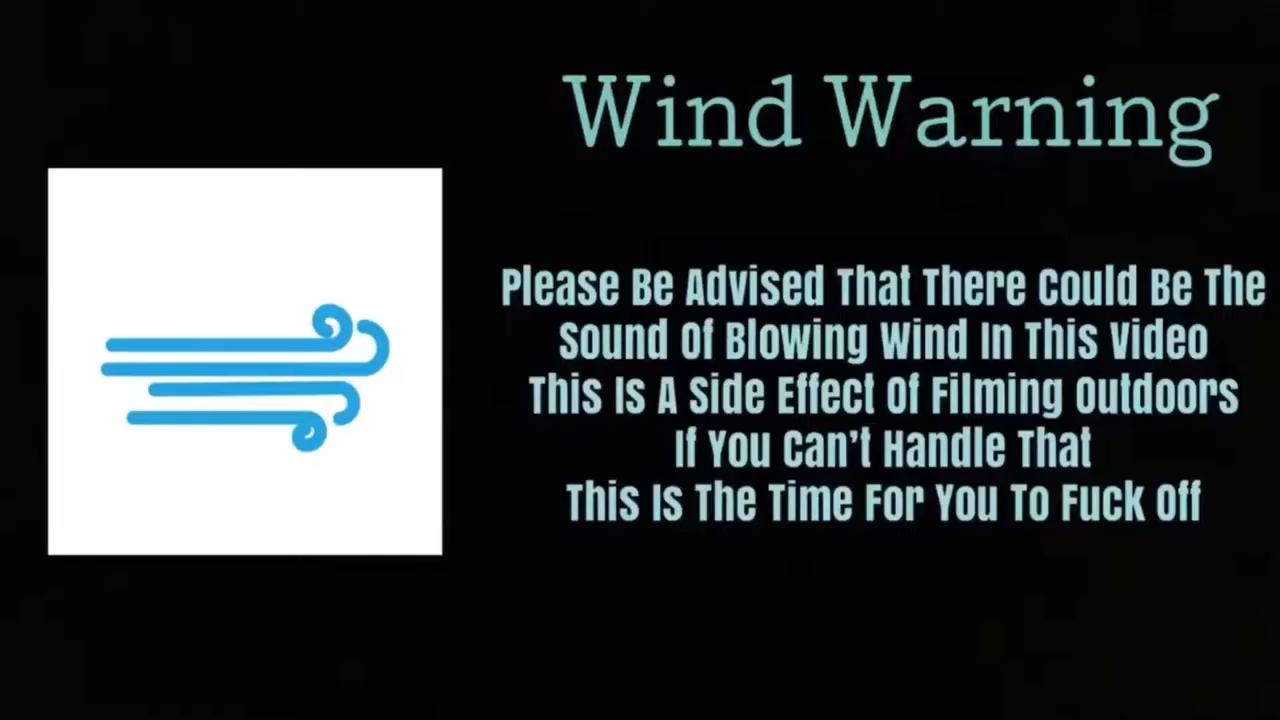 Wind Warning
Please Be Advised That There Could Be The
Sound Of Blowing Wind In This Video
This Is A Side Effect Of Filming Outdoors
If You Can’t Handle That
This Is The Time For You To Fuck Off